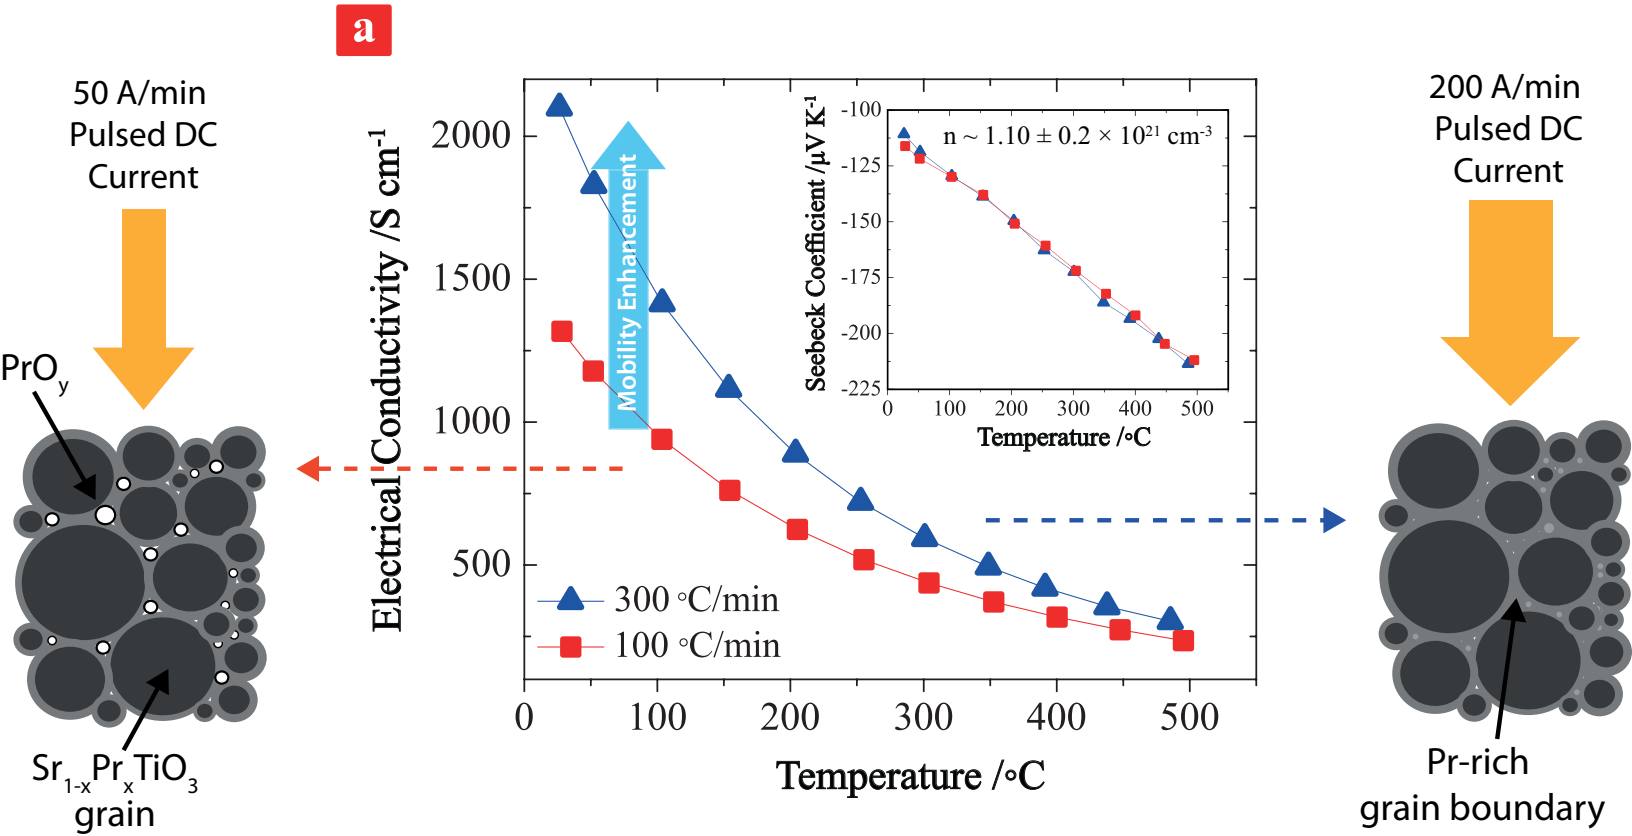 a
50 A/min
Pulsed DC
Current
PrOy
Sr1-xPrxTiO3
grain
Electrical Conductivity /S cm-1
2000
1500
1000
500
Mobility Enhancement
300 °C/min
100 °C/min
0
100
200
300
400
500
Temperature /°C
Seebeck Coefficient /μV K-1
-100
-125
-150
-175
-200
-225
n ~ 1.10 ± 0.2 × 10²¹ cm-3
0
100
200
300
400
500
Temperature /°C
200 A/min
Pulsed DC
Current
Pr-rich
grain boundary